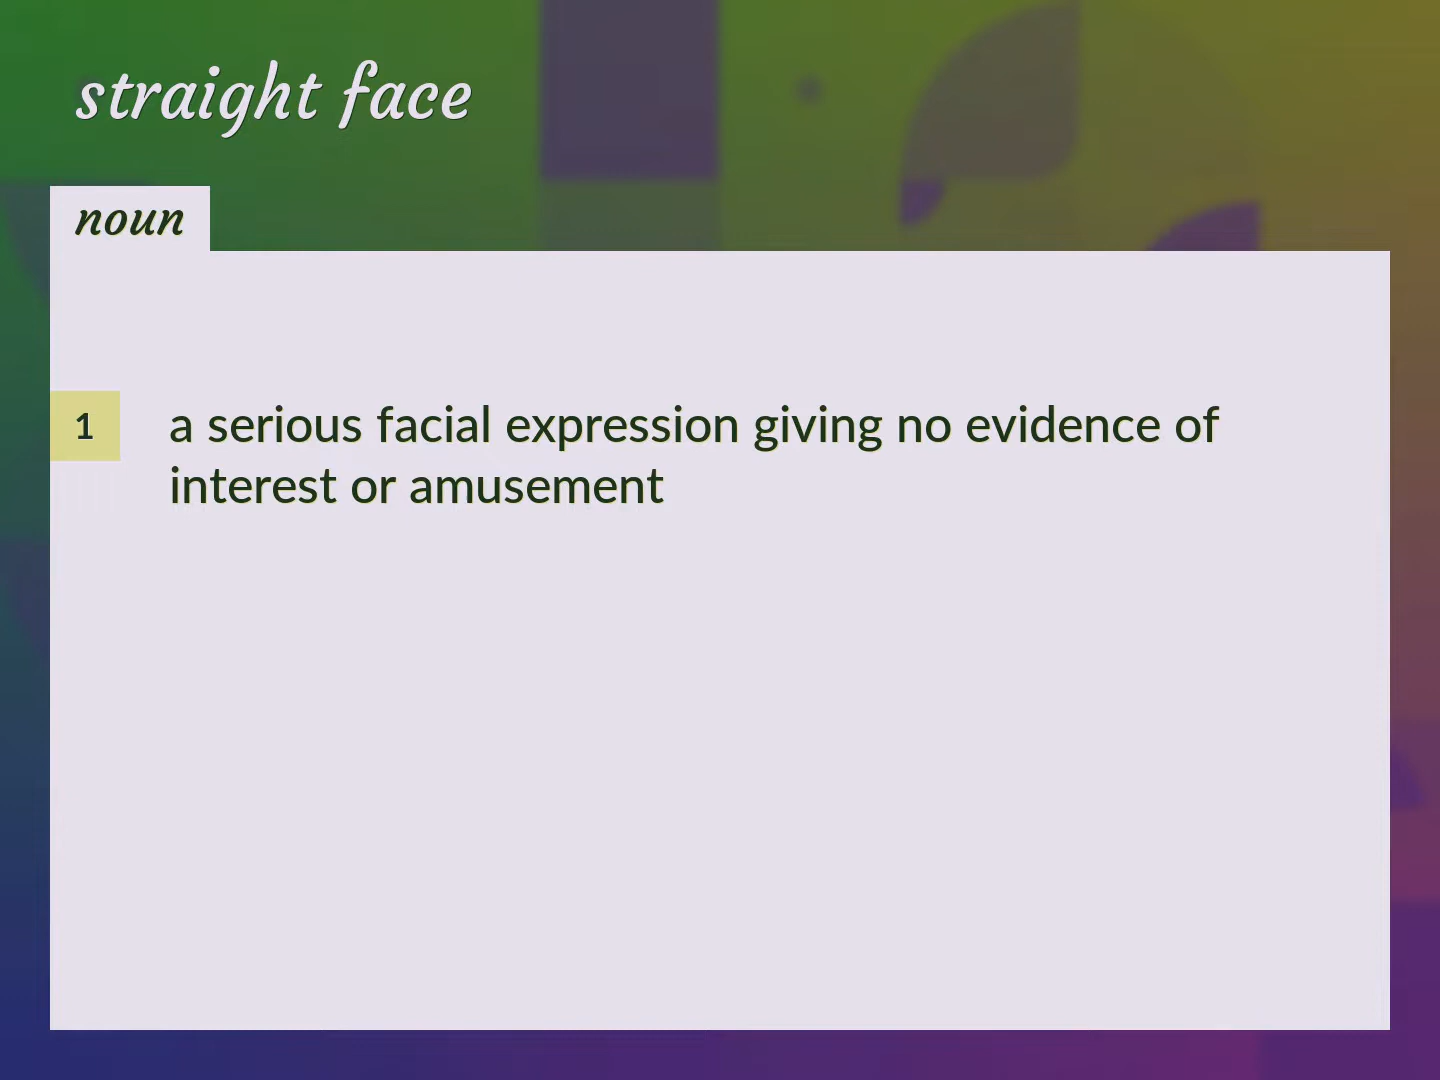 straight face
noun
1
a serious facial expression giving no evidence of
interest or amusement